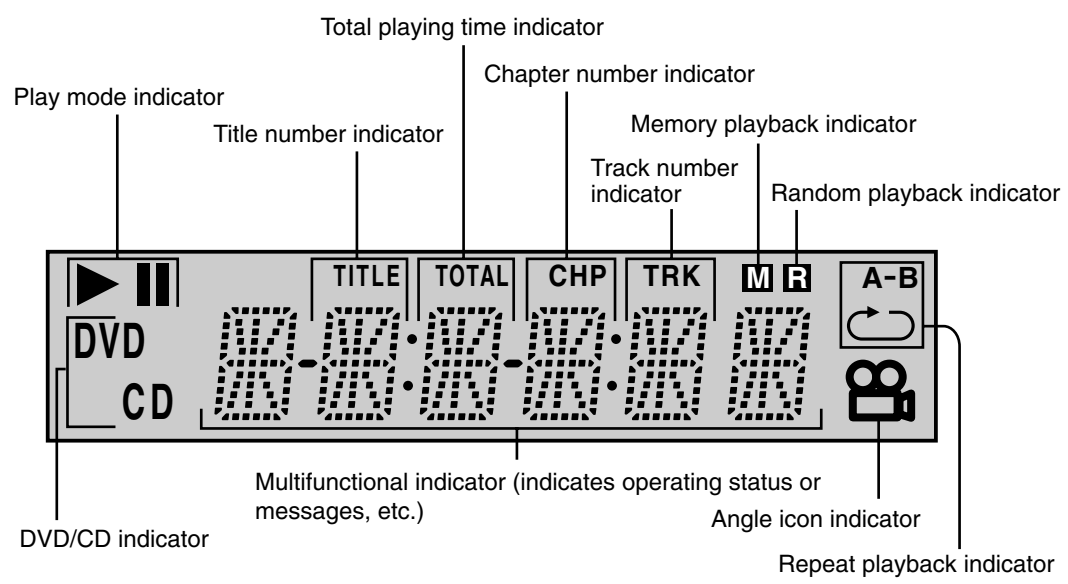 Total playing time indicator
Chapter number indicator
Play mode indicator
Title number indicator
Memory playback indicator
Track number
indicator
Random playback indicator
TITLE TOTAL CHP TRK M R A-B
DVD
CD
Multifunctional indicator (indicates operating status or
messages, etc.)
Angle icon indicator
DVD/CD indicator
Repeat playback indicator